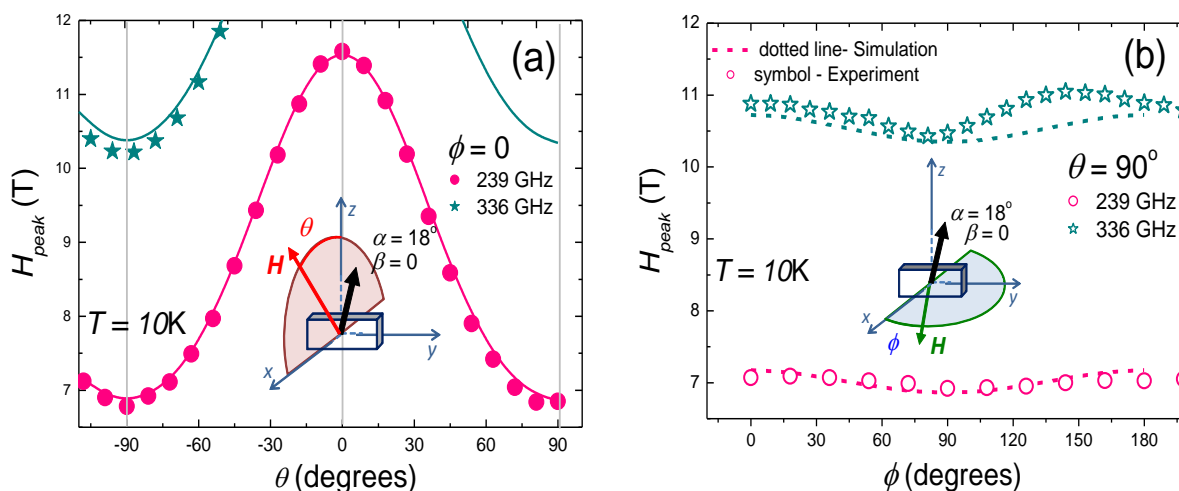 12
11
10
9
8
7
H_peak (T)
(a)
ϕ = 0
239 GHz
336 GHz
z
θ
α = 18°
β = 0
H
T = 10K
y
x
-90 -60 -30 0 30 60 90
θ (degrees)
12
11
10
9
8
7
H_peak (T)
dotted line- Simulation
symbol - Experiment
(b)
z
θ = 90°
239 GHz
336 GHz
α = 18°
β = 0
T = 10K
y
x
ϕ
H
0 30 60 90 120 150 180
ϕ (degrees)